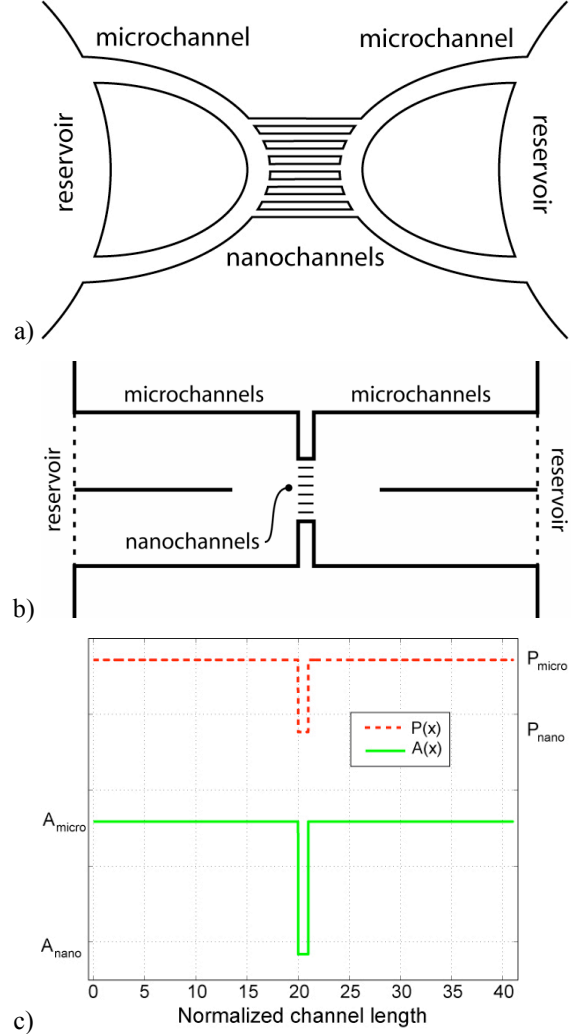 microchannel
microchannel
reservoir
reservoir
nanochannels
a)
microchannels
microchannels
reservoir
reservoir
nanochannels
b)
P_micro
P_nano
P(x)
A(x)
A_micro
A_nano
0 5 10 15 20 25 30 35 40
Normalized channel length
c)